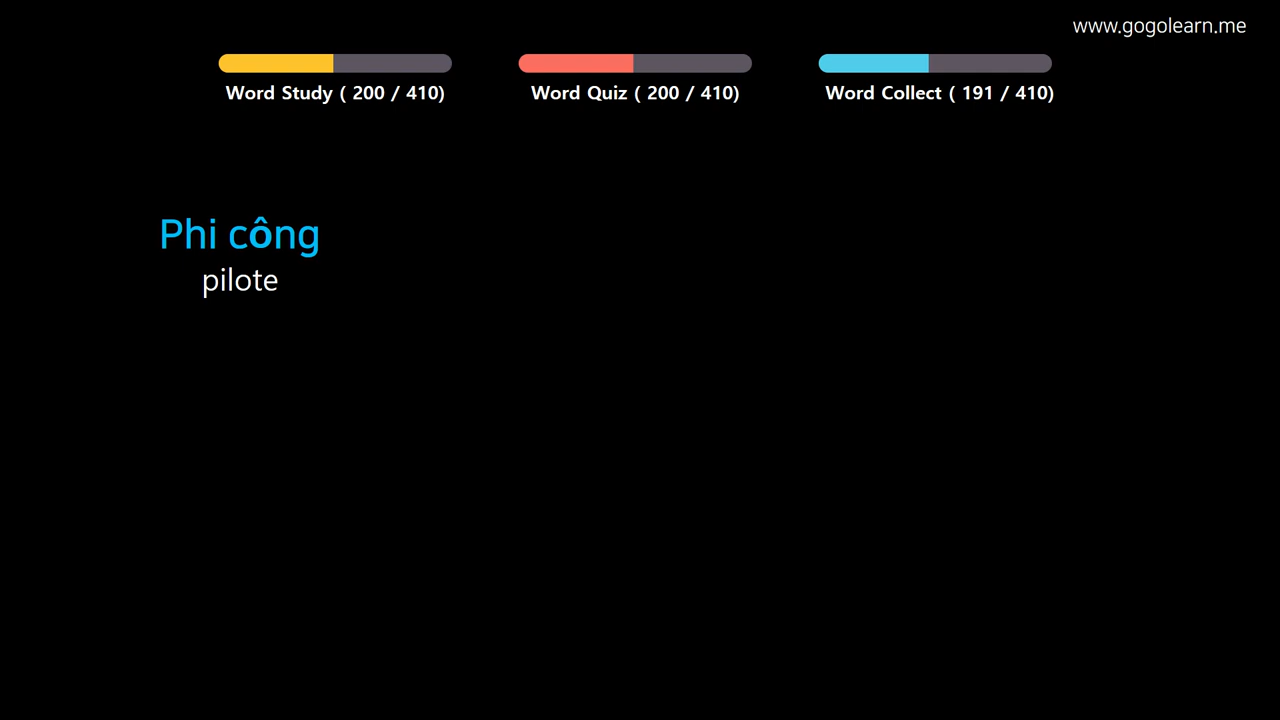 www.gogolearn.me
Word Study ( 200 / 410)
Word Quiz ( 200 / 410)
Word Collect ( 191 / 410)
Phi công
pilote